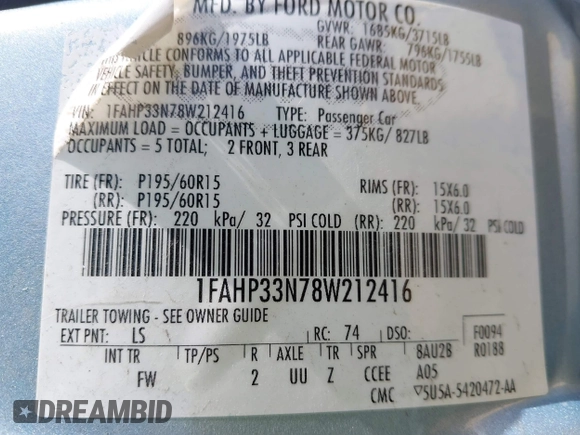 MFD. BY FORD MOTOR CO.
GVWR: 1685KG/3715LB
896KG/1975LB
REAR GAWR: 796KG/1755LB
VEHICLE CONFORMS TO ALL APPLICABLE FEDERAL MOTOR
VEHICLE SAFETY, BUMPER, AND THEFT PREVENTION STANDARDS
IN EFFECT ON THE DATE OF MANUFACTURE SHOWN ABOVE.
VIN: 1FAHP33N78W212416 TYPE: Passenger Car
MAXIMUM LOAD = OCCUPANTS + LUGGAGE = 375KG/ 827LB
OCCUPANTS = 5 TOTAL; 2 FRONT, 3 REAR
TIRE (FR): P195/60R15 RIMS (FR): 15X6.0
(RR): P195/60R15 (RR): 15X6.0
PRESSURE (FR): 220 kPa/ 32 PSI COLD (RR): 220 kPa/ 32 PSI COLD
1FAHP33N78W212416
TRAILER TOWING - SEE OWNER GUIDE
EXT PNT: LS RC: 74 DSO: F0094
INT TR TP/PS R AXLE TR SPR 8AU2B R0188
FW 2 UU Z CCEE A05
CMC ▽5U5A-5420472-AA
DREAMBID